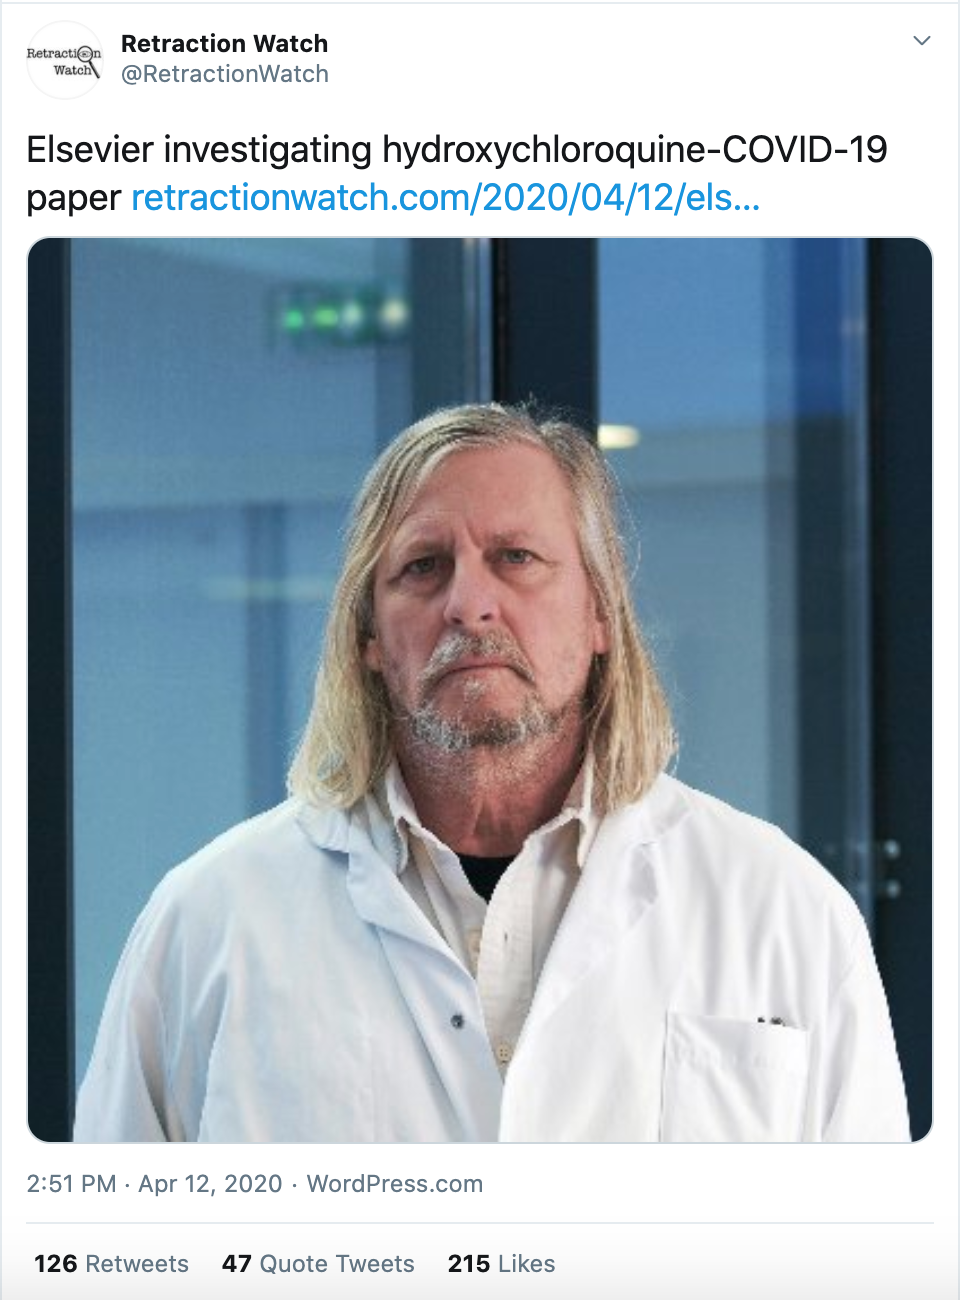 Retraction
Watch
Retraction Watch
@RetractionWatch
Elsevier investigating hydroxychloroquine-COVID-19
paper retractionwatch.com/2020/04/12/els...
2:51 PM · Apr 12, 2020 · WordPress.com
126 Retweets 47 Quote Tweets 215 Likes